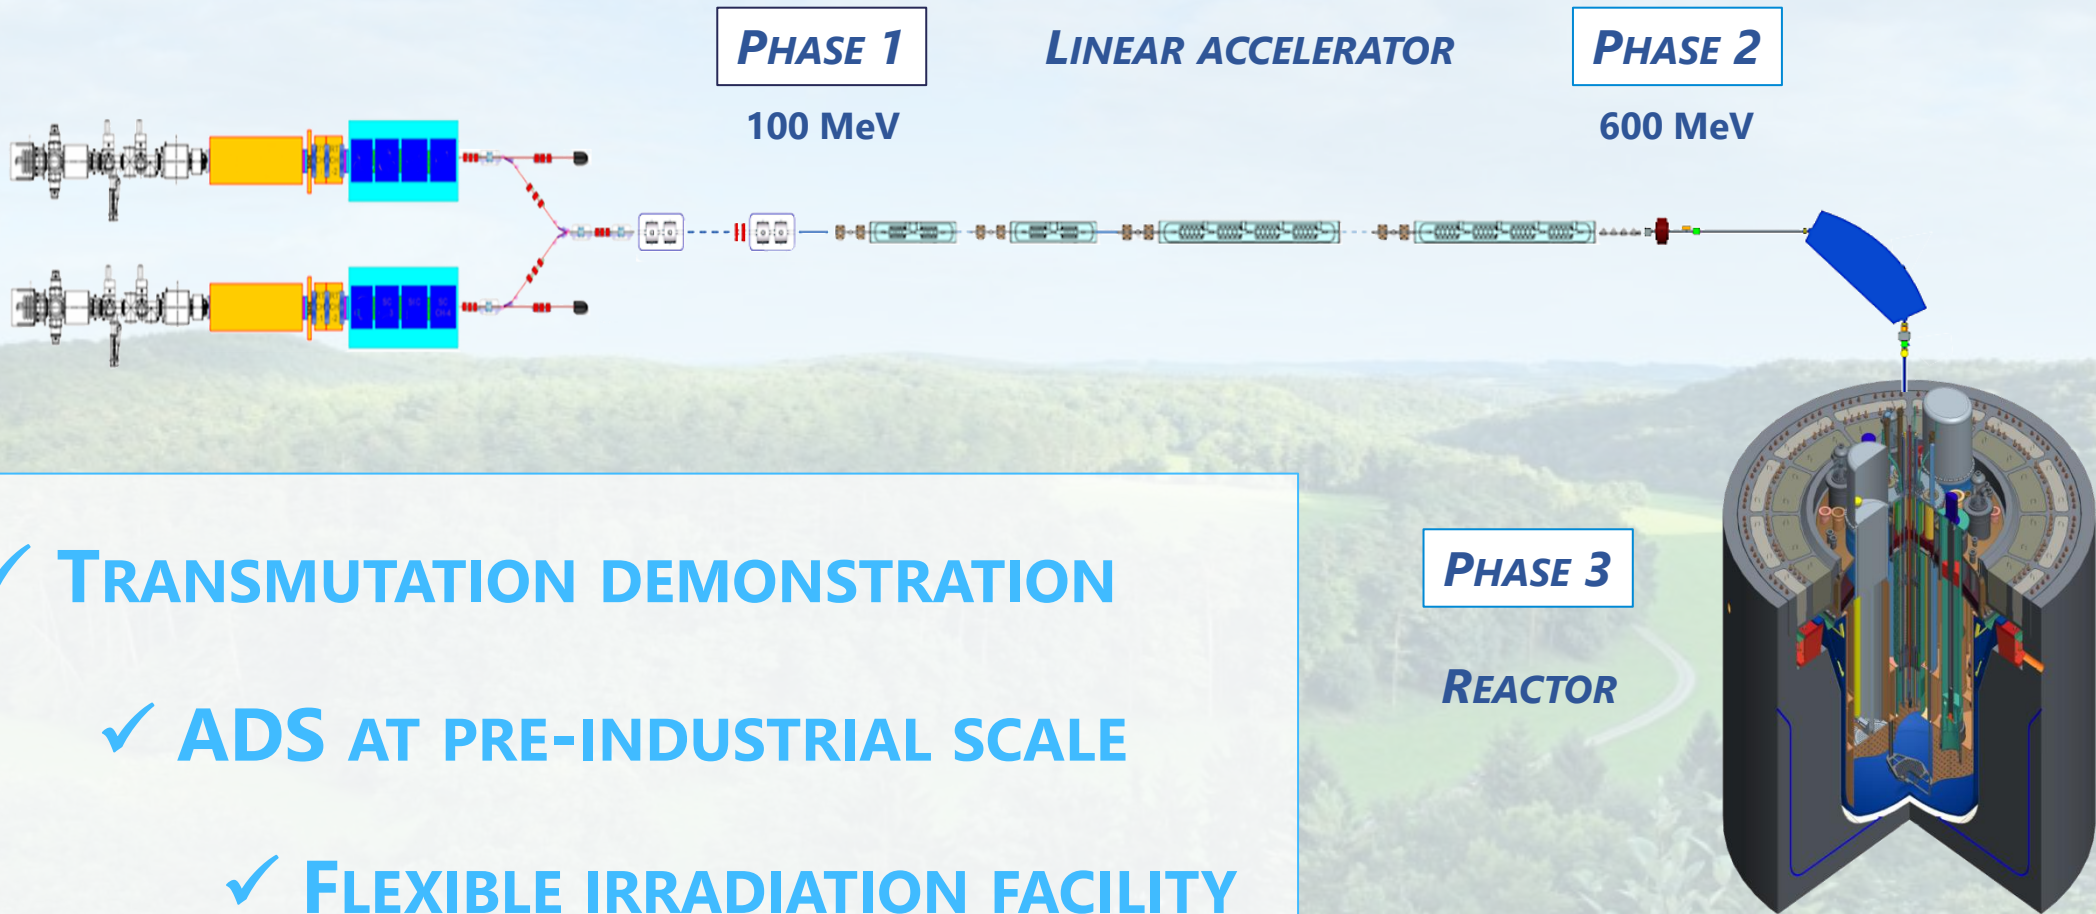 PHASE 1
LINEAR ACCELERATOR
PHASE 2
100 MeV
600 MeV
✓ TRANSMUTATION DEMONSTRATION
PHASE 3
REACTOR
✓ ADS AT PRE-INDUSTRIAL SCALE
✓ FLEXIBLE IRRADIATION FACILITY